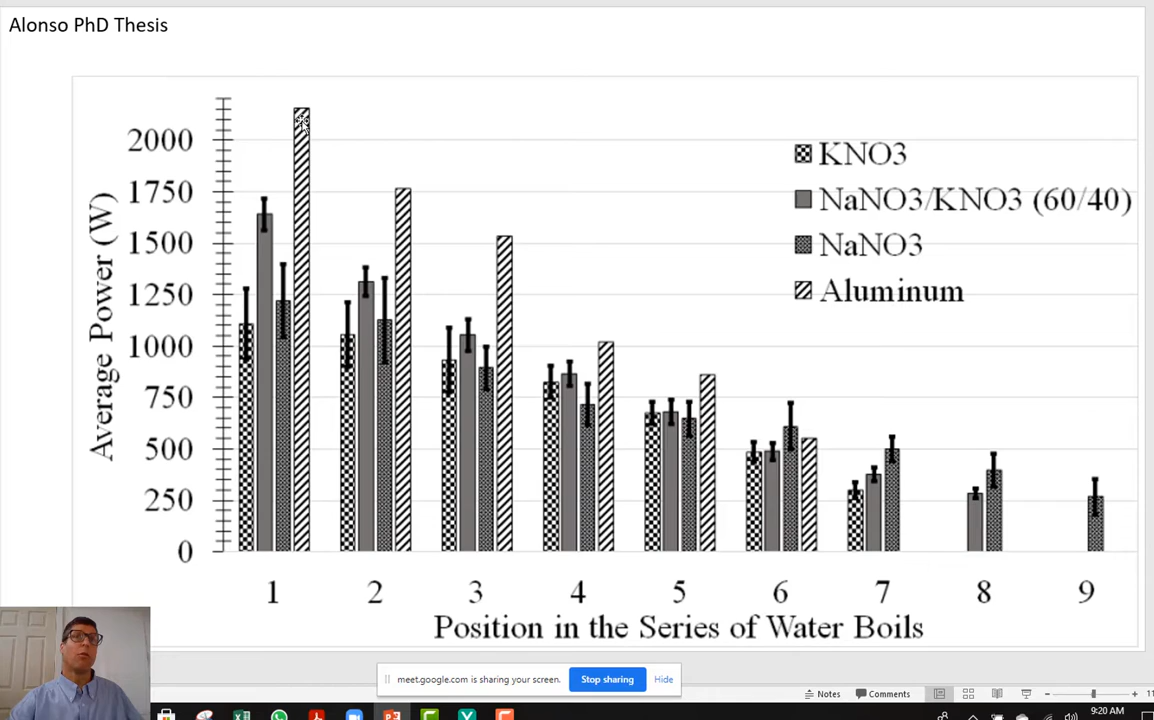 Alonso PhD Thesis
2000
1750
1500
1250
1000
750
500
250
0
Average Power (W)
KNO3
NaNO3/KNO3 (60/40)
NaNO3
Aluminum
1 2 3 4 5 6 7 8 9
Position in the Series of Water Boils
meet.google.com is sharing your screen.
Stop sharing
Hide
Notes
Comments
9:20 AM